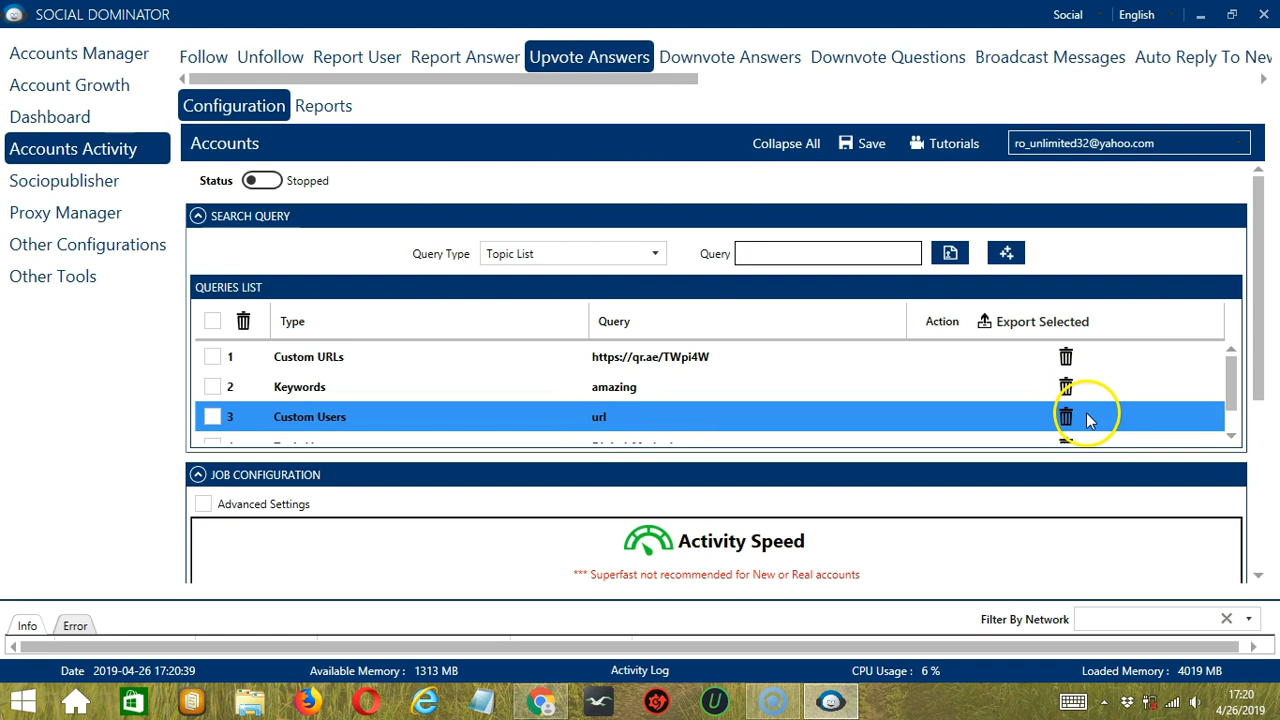 SOCIAL DOMINATOR
Social
English
Accounts Manager
Account Growth
Dashboard
Accounts Activity
Sociopublisher
Proxy Manager
Other Configurations
Other Tools
Follow Unfollow Report User Report Answer Upvote Answers Downvote Answers Downvote Questions Broadcast Messages Auto Reply To New
Configuration Reports
Accounts Collapse All Save Tutorials ro_unlimited32@yahoo.com
Status Stopped
SEARCH QUERY
Query Type Topic List Query
QUERIES LIST
Type Query Action Export Selected
1 Custom URLs https://qr.ae/TWpi4W
2 Keywords amazing
3 Custom Users url
JOB CONFIGURATION
Advanced Settings
Activity Speed
*** Superfast not recommended for New or Real accounts
Info Error Filter By Network
Date 2019-04-26 17:20:39 Available Memory : 1313 MB Activity Log CPU Usage : 6 % Loaded Memory : 4019 MB
17:20
4/26/2019